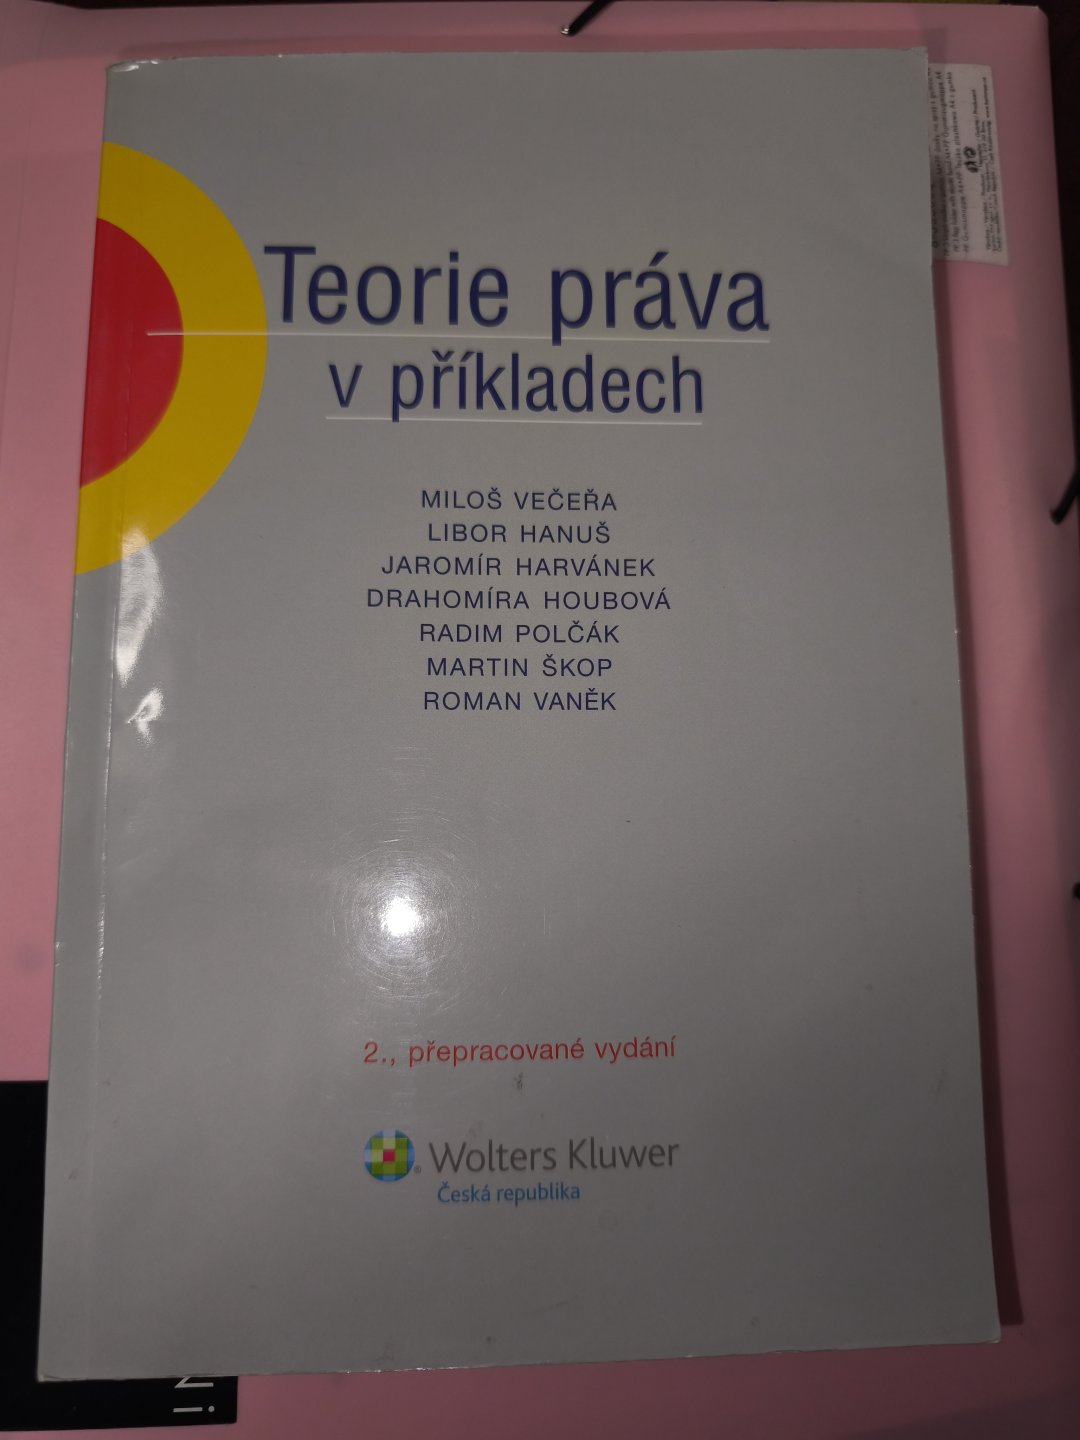 Teorie práva
v příkladech
MILOŠ VEČEŘA
LIBOR HANUŠ
JAROMÍR HARVÁNEK
DRAHOMÍRA HOUBOVÁ
RADIM POLČÁK
MARTIN ŠKOP
ROMAN VANĚK
2., přepracované vydání
® Wolters Kluwer
Česká republika